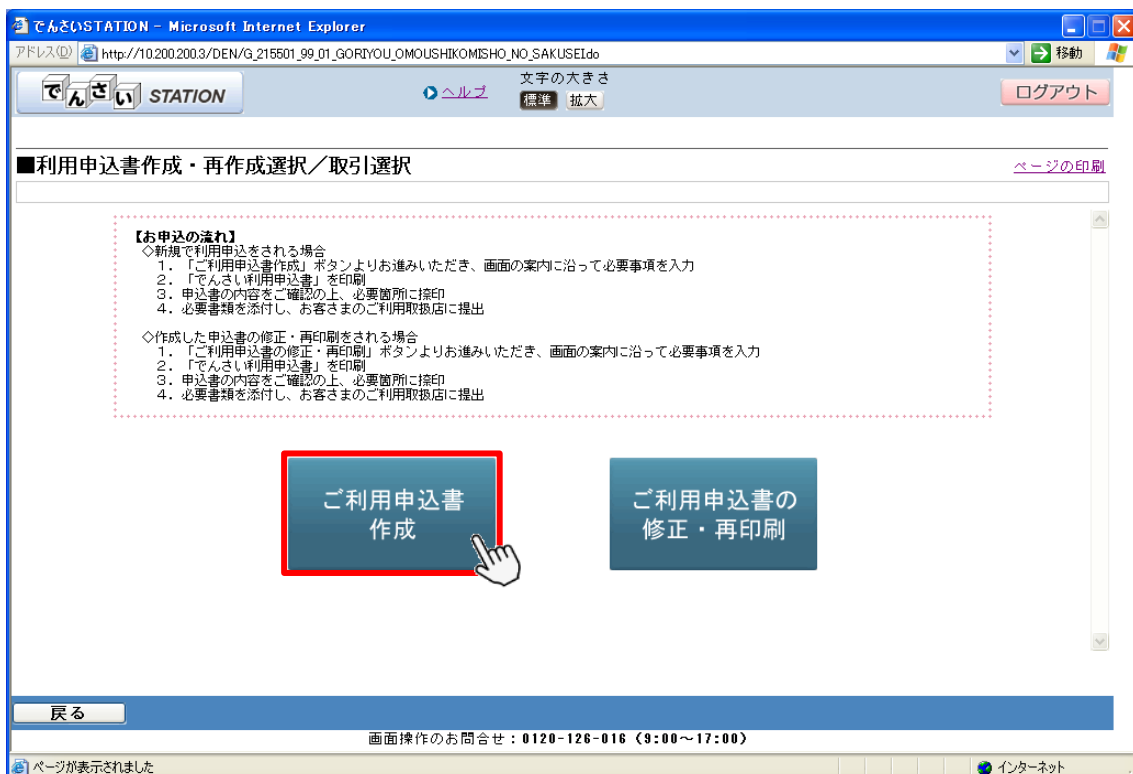 でんさいSTATION - Microsoft Internet Explorer
アドレス(D) http://10.200.200.3/DEN/G_215501_99_01_GORIYOU_OMOUSHIKOMISHO_NO_SAKUSEI.do 移動
でんさい STATION
ヘルプ
文字の大きさ
標準 拡大
ログアウト
■利用申込書作成・再作成選択／取引選択
ページの印刷
【お申込の流れ】
◇新規で利用申込をされる場合
1．「ご利用申込書作成」ボタンよりお進みいただき、画面の案内に沿って必要事項を入力
2．「でんさい利用申込書」を印刷
3．申込書の内容をご確認の上、必要箇所に捺印
4．必要書類を添付し、お客さまのご利用取扱店に提出
◇作成した申込書の修正・再印刷をされる場合
1．「ご利用申込書の修正・再印刷」ボタンよりお進みいただき、画面の案内に沿って必要事項を入力
2．「でんさい利用申込書」を印刷
3．申込書の内容をご確認の上、必要箇所に捺印
4．必要書類を添付し、お客さまのご利用取扱店に提出
ご利用申込書
作成
ご利用申込書の
修正・再印刷
戻る
画面操作のお問合せ：0120-126-016（9:00～17:00）
ページが表示されました
インターネット